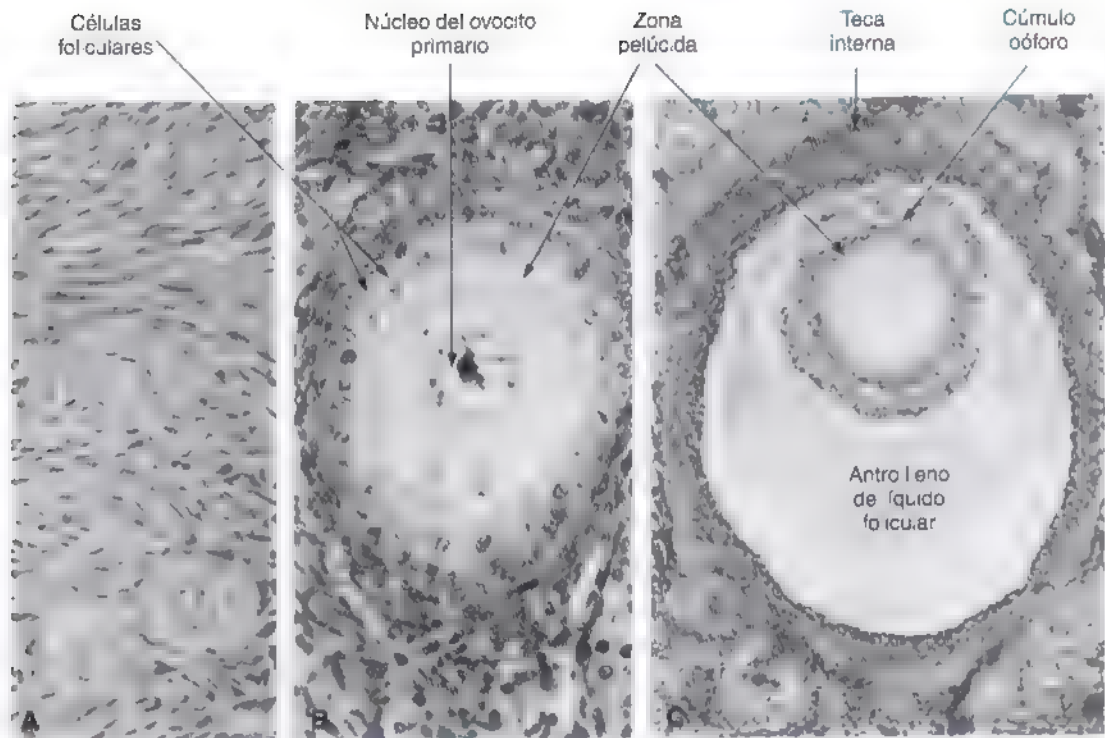 Células
foliculares
Núcleo del ovocito
primario
Zona
pelúcida
Teca
interna
Cúmulo
oóforo
Antro lleno
de líquido
folicular
A
B
C